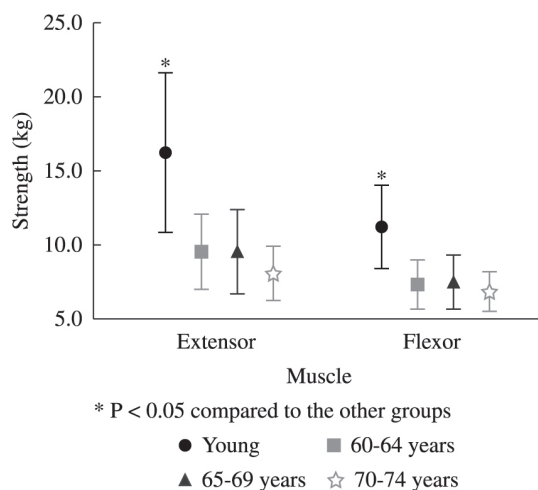 25.0
20.0
15.0
10.0
5.0
Strength (kg)
*
*
Extensor
Flexor
Muscle
* P < 0.05 compared to the other groups
Young
60-64 years
65-69 years
70-74 years